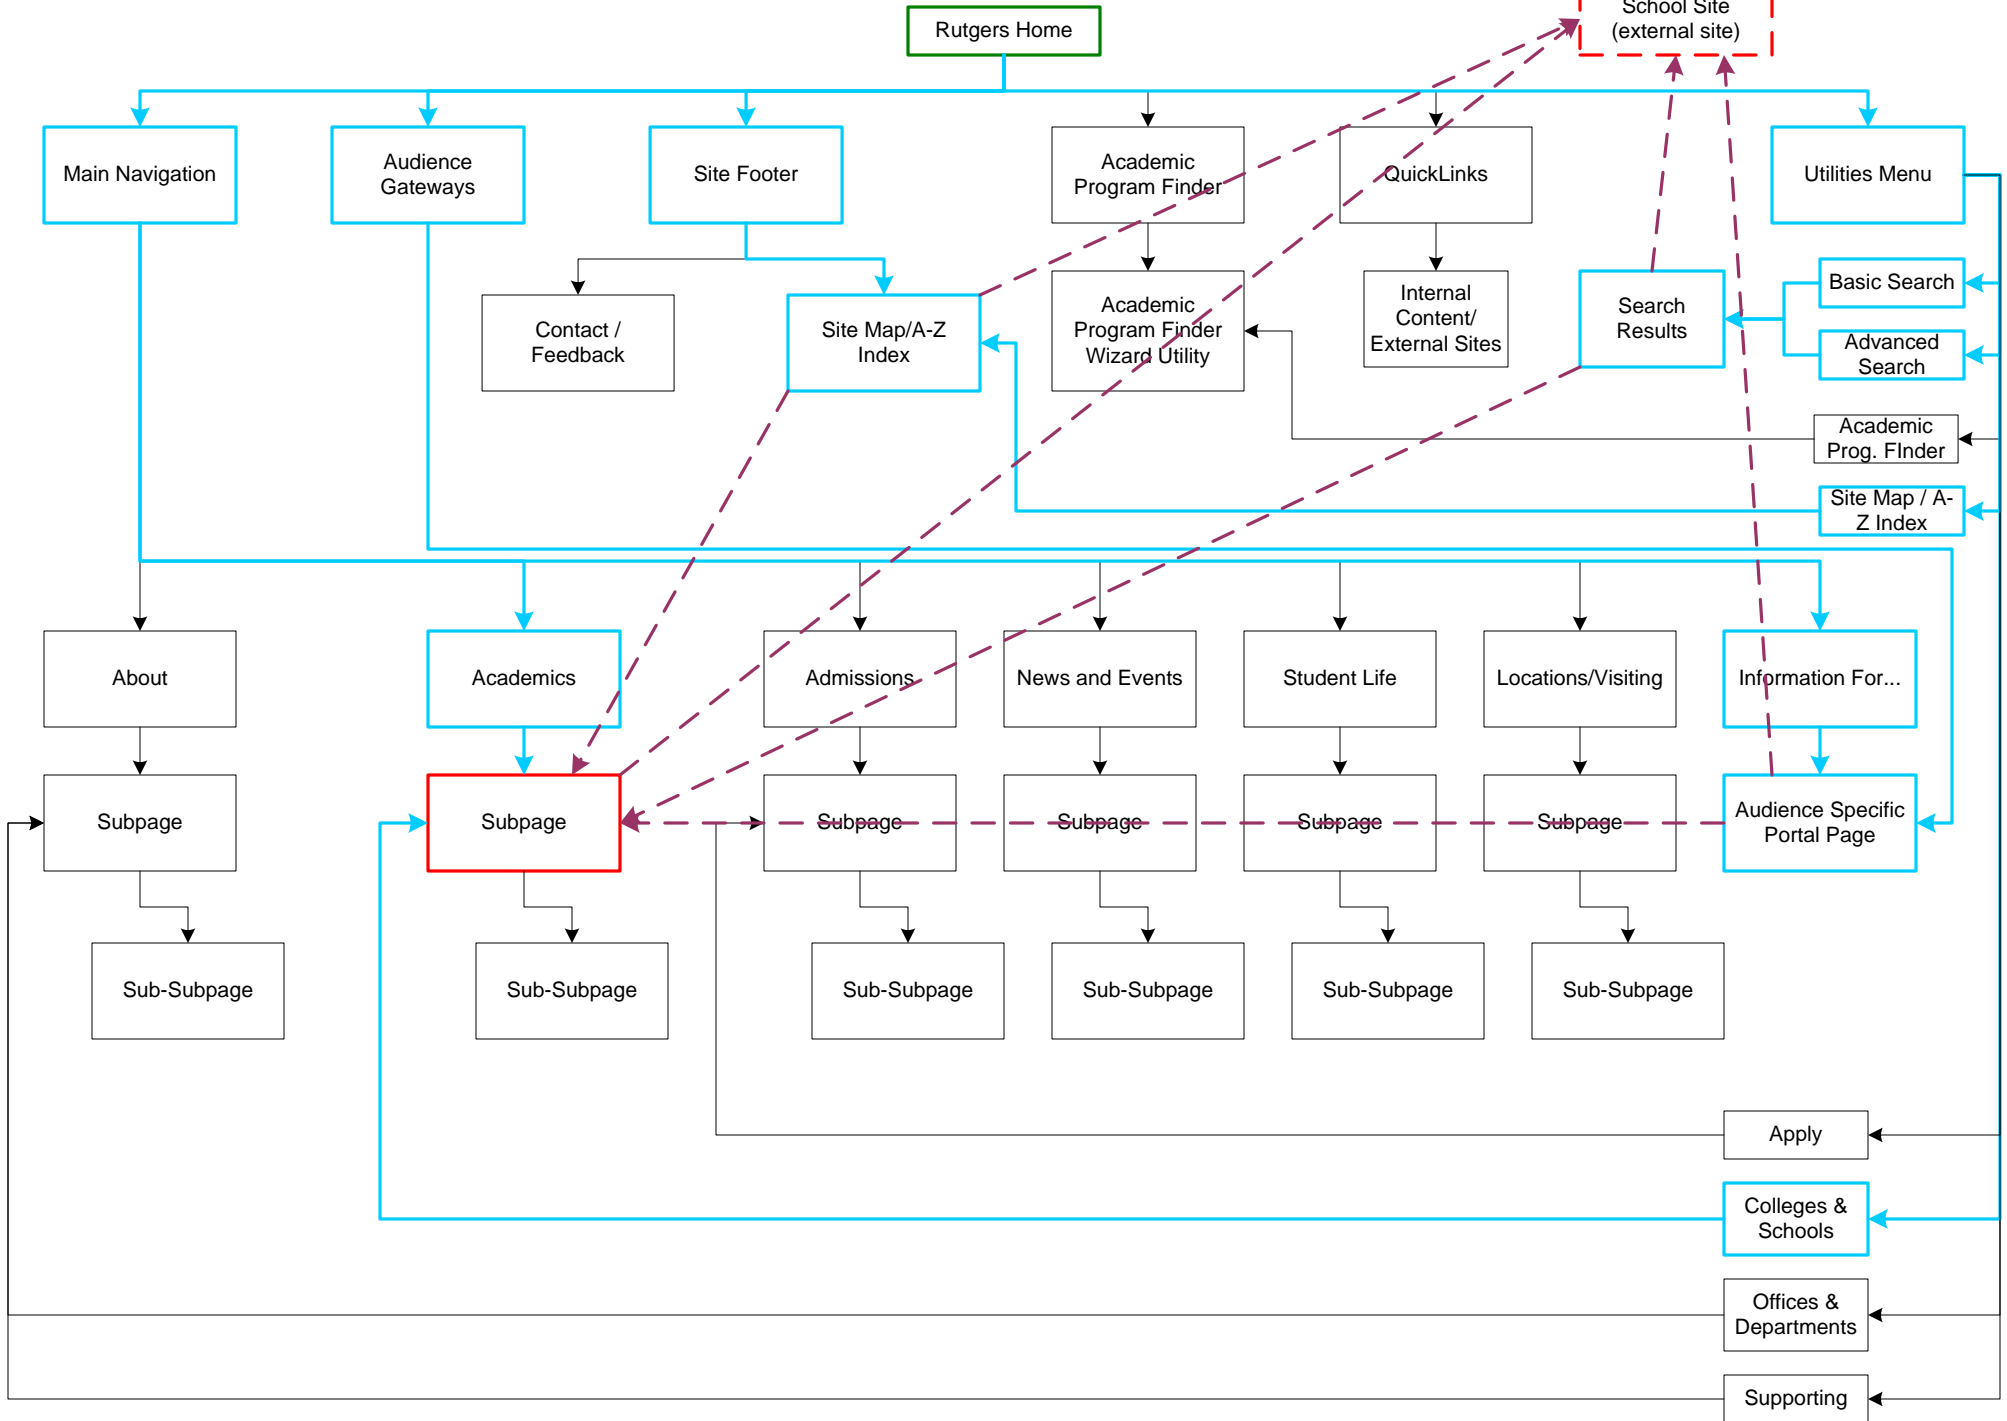 School Site
(external site)
Rutgers Home
Main Navigation
Audience
Gateways
Site Footer
Academic
Program Finder
QuickLinks
Utilities Menu
Contact /
Feedback
Site Map/A-Z
Index
Academic
Program Finder
Wizard Utility
Internal
Content/
External Sites
Search
Results
Basic Search
Advanced
Search
Academic
Prog. FInder
Site Map / A-
Z Index
About
Academics
Admissions
News and Events
Student Life
Locations/Visiting
Information For...
Subpage
Subpage
Subpage
Subpage
Subpage
Subpage
Audience Specific
Portal Page
Sub-Subpage
Sub-Subpage
Sub-Subpage
Sub-Subpage
Sub-Subpage
Sub-Subpage
Apply
Colleges &
Schools
Offices &
Departments
Supporting